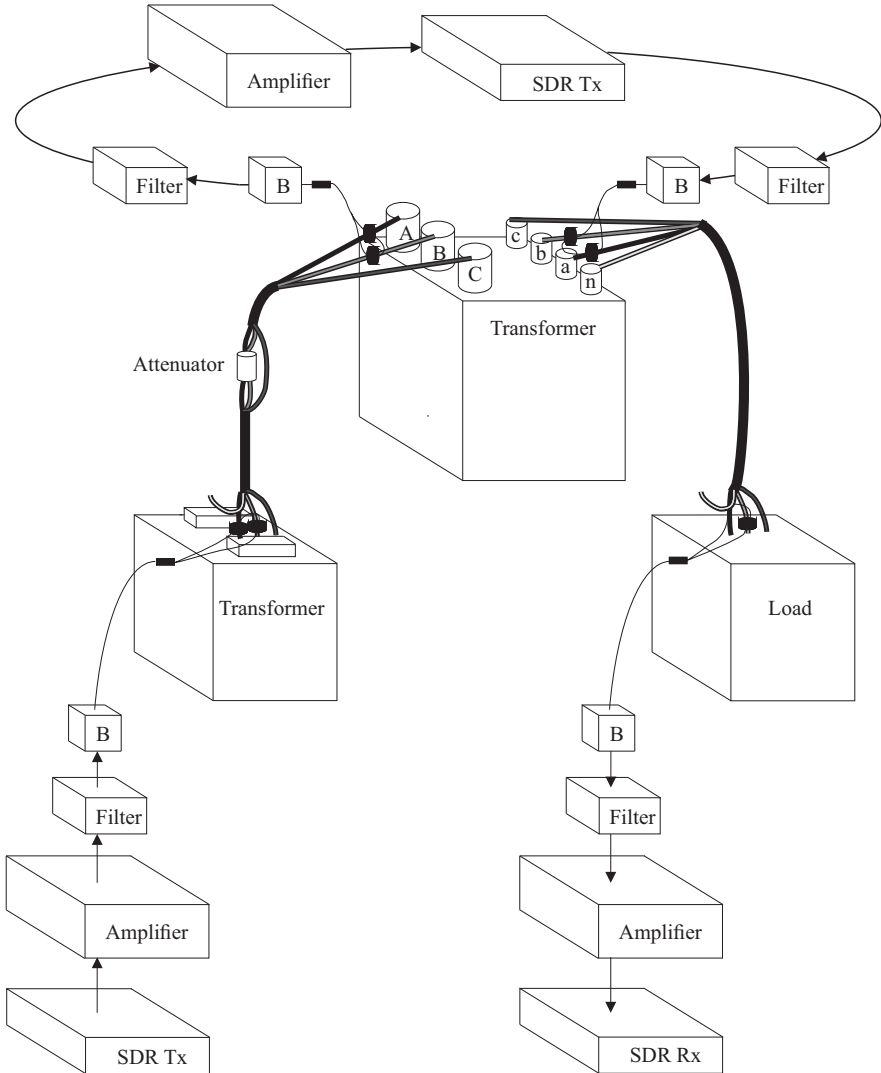 Amplifier
SDR Tx
Filter
B
B
Filter
A
B
C
c
b
a
n
Transformer
Attenuator
Transformer
Load
B
Filter
Amplifier
SDR Tx
B
Filter
Amplifier
SDR Rx